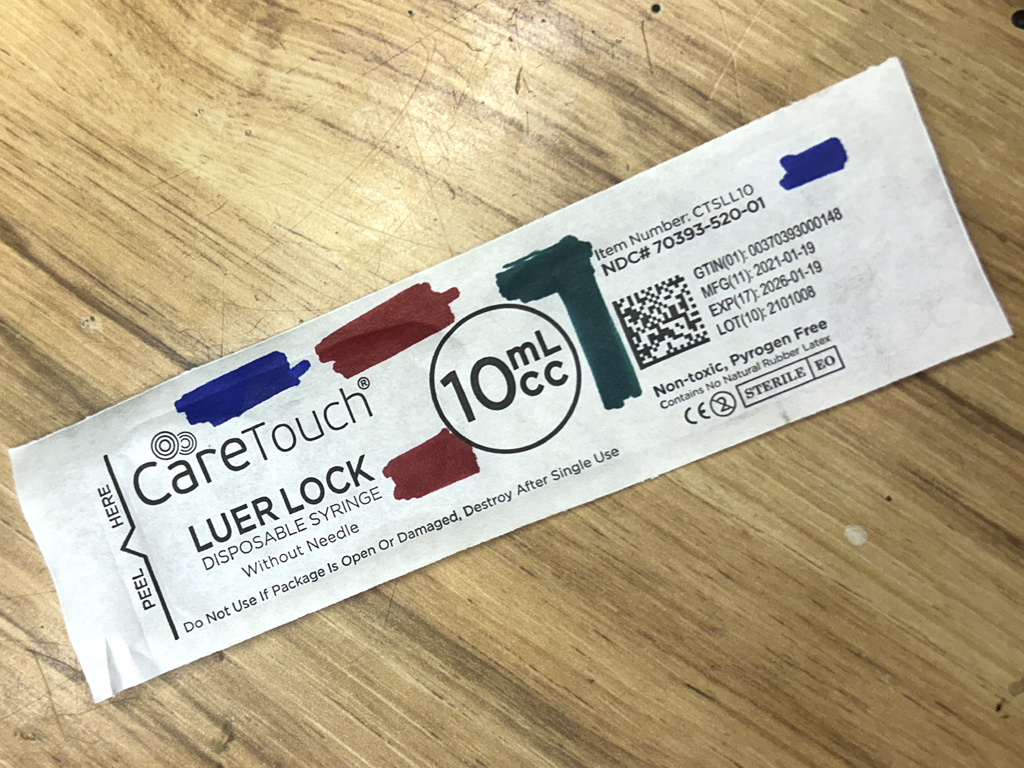 PEEL HERE
CareTouch®
LUER LOCK
DISPOSABLE SYRINGE
Without Needle
Do Not Use If Package Is Open Or Damaged, Destroy After Single Use
10 mL
cc
Item Number: CTSLL10
NDC# 70393-520-01
GTIN(01): 00370393000148
MFG(11): 2021-01-19
EXP(17): 2026-01-19
LOT(10): 2101008
Non-toxic, Pyrogen Free
Contains No Natural Rubber Latex
CE 2 STERILE EO